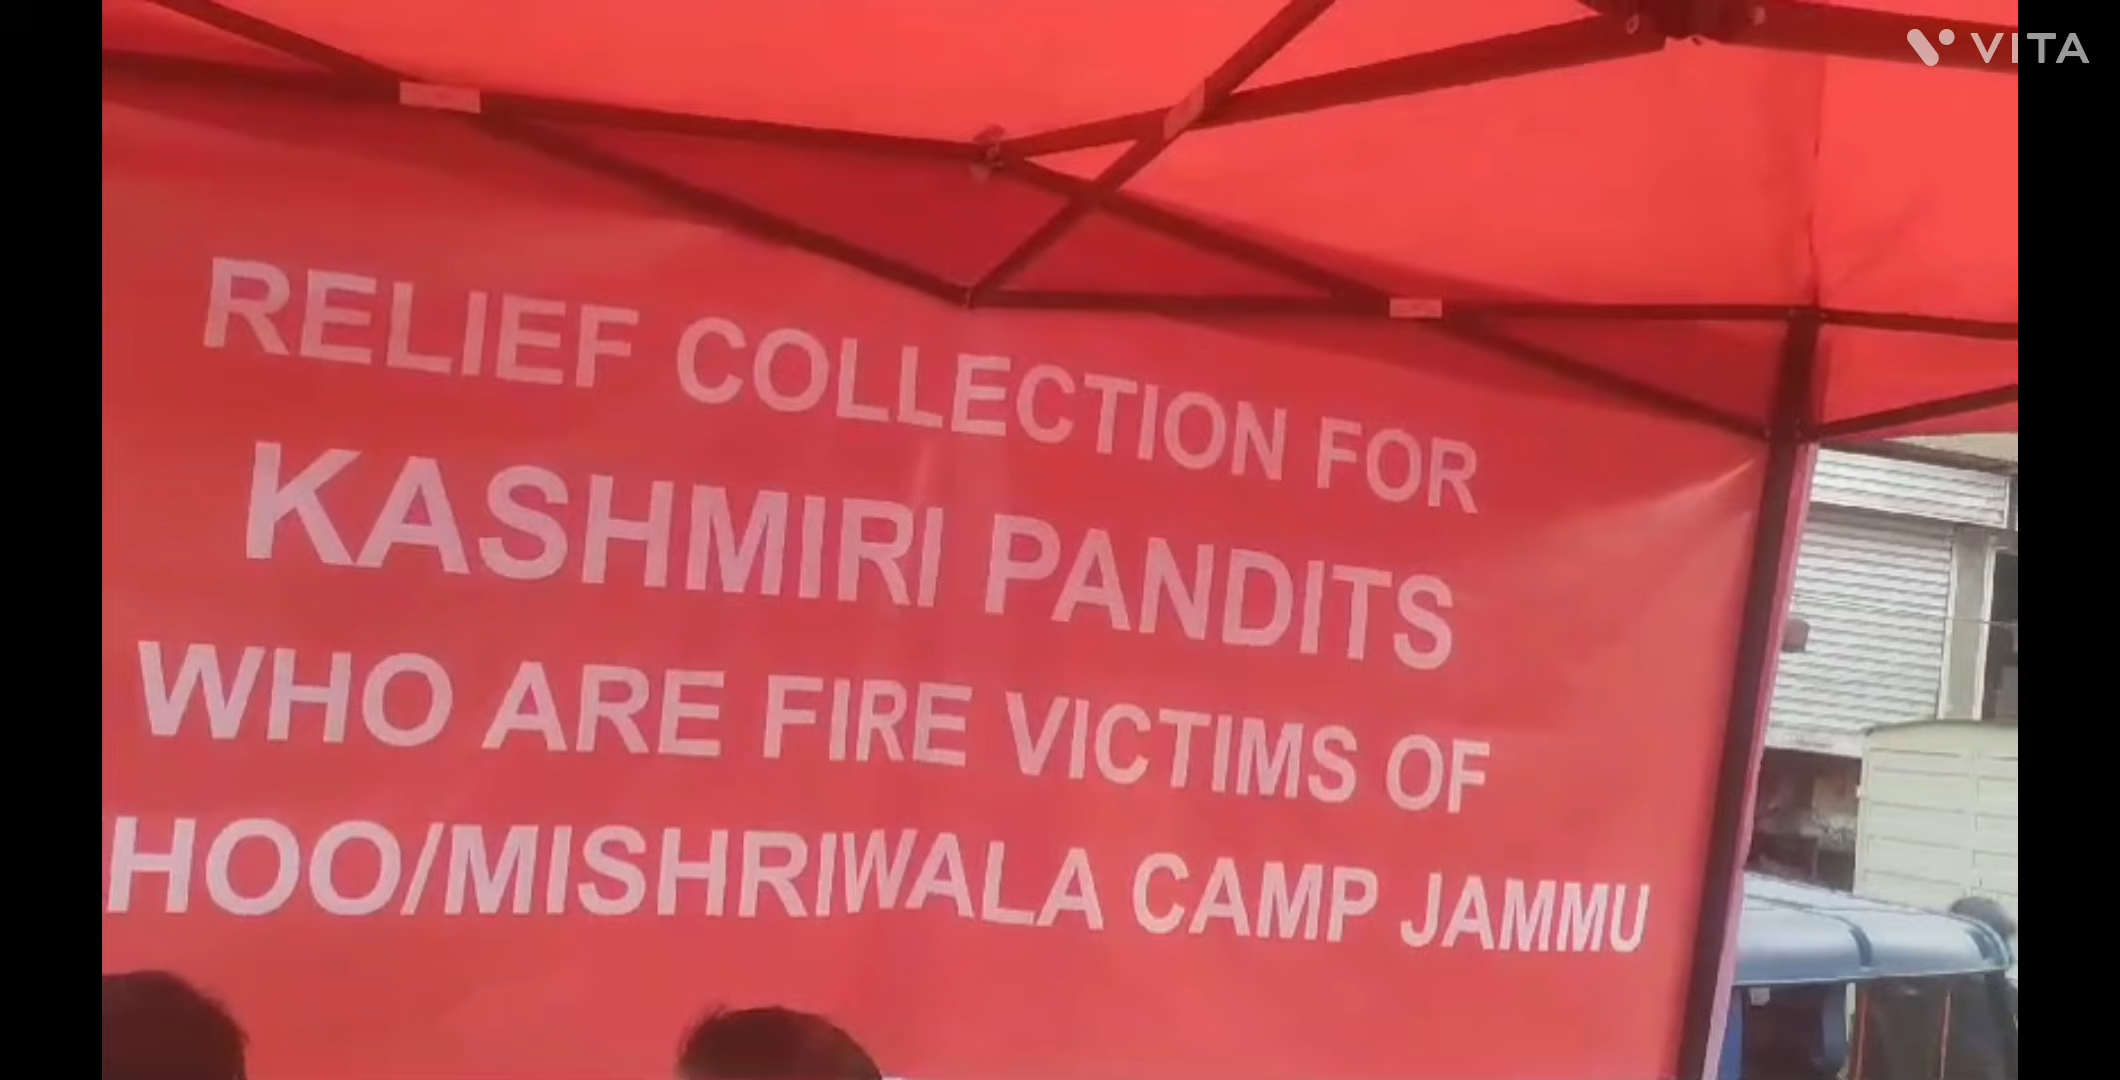 VITA
RELIEF COLLECTION FOR
KASHMIRI PANDITS
WHO ARE FIRE VICTIMS OF
HOO/MISHRIWALA CAMP JAMMU